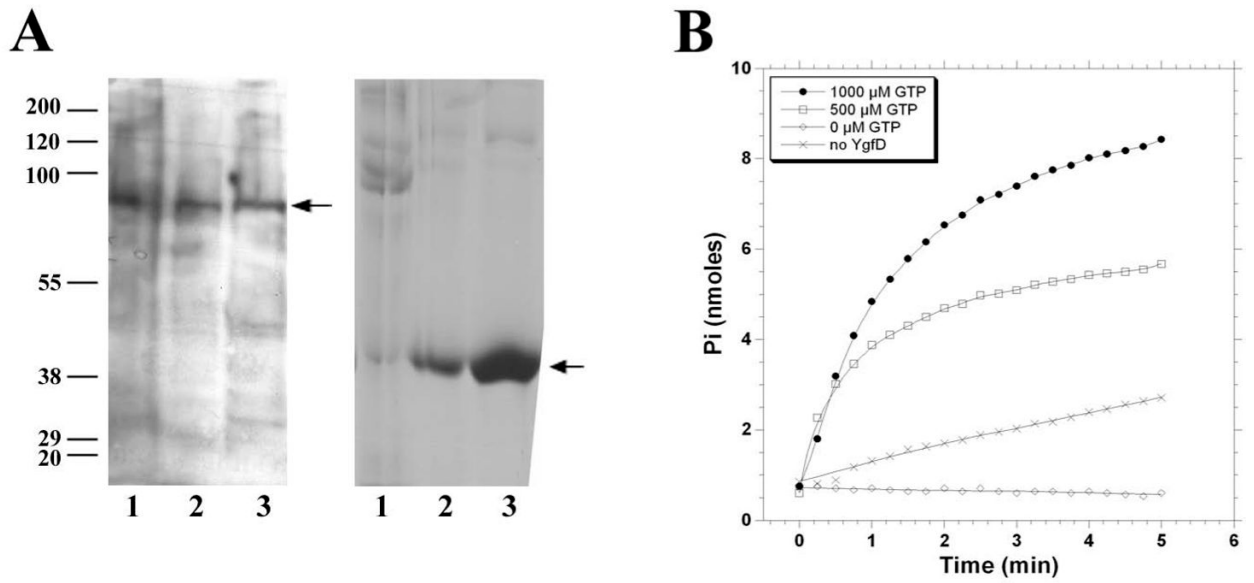 A
200
120
100
55
38
29
20
1 2 3
1 2 3
B
10
8
6
4
2
0
Pi (nmoles)
1000 µM GTP
500 µM GTP
0 µM GTP
no YgfD
0 1 2 3 4 5 6
Time (min)